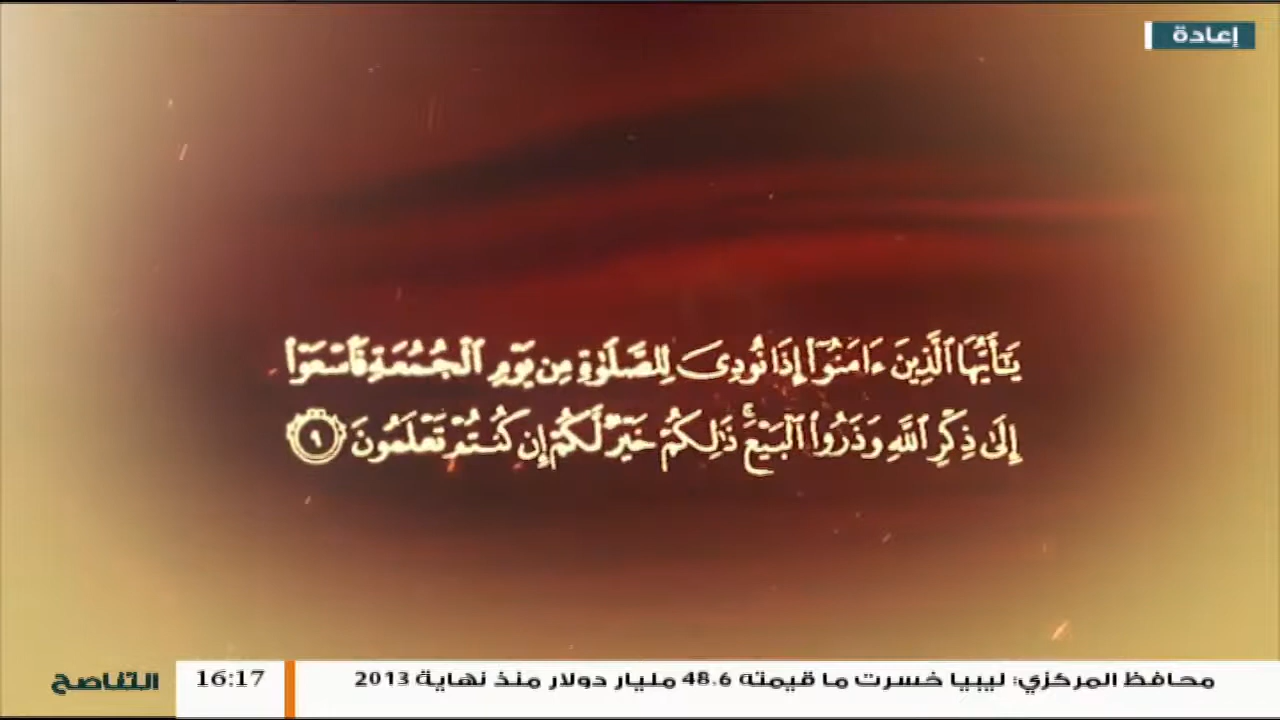 إعادة
يَـٰٓأَيُّهَا ٱلَّذِينَ ءَامَنُوٓا۟ إِذَا نُودِىَ لِلصَّلَوٰةِ مِن يَوْمِ ٱلْجُمُعَةِ فَٱسْعَوْا۟
إِلَىٰ ذِكْرِ ٱللَّهِ وَذَرُوا۟ ٱلْبَيْعَ ۚ ذَٰلِكُمْ خَيْرٌ لَّكُمْ إِن كُنتُمْ تَعْلَمُونَ ٩
محافظ المركزي: ليبيا خسرت ما قيمته 48.6 مليار دولار منذ نهاية 2013
16:17
التناصح